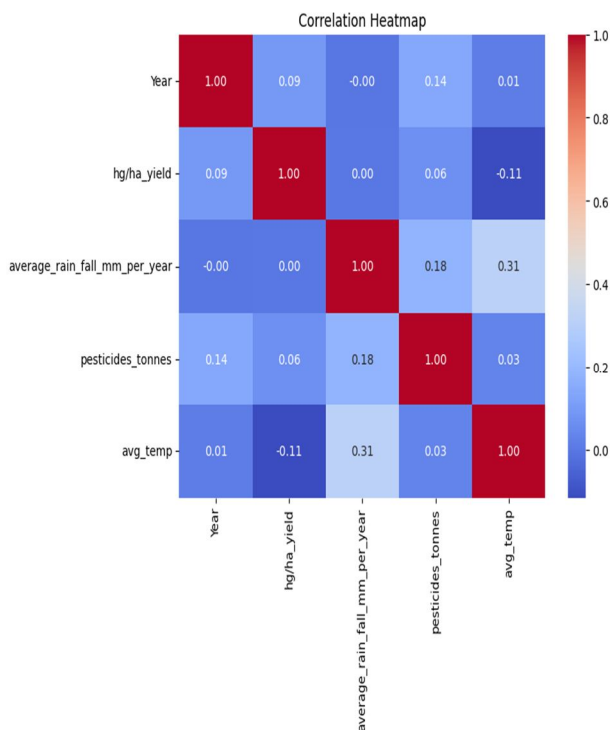 Correlation Heatmap
Year 1.00 0.09 -0.00 0.14 0.01
hg/ha_yield 0.09 1.00 0.00 0.06 -0.11
average_rain_fall_mm_per_year -0.00 0.00 1.00 0.18 0.31
pesticides_tonnes 0.14 0.06 0.18 1.00 0.03
avg_temp 0.01 -0.11 0.31 0.03 1.00
Year
hg/ha_yield
average_rain_fall_mm_per_year
pesticides_tonnes
avg_temp
1.0
0.8
0.6
0.4
0.2
0.0